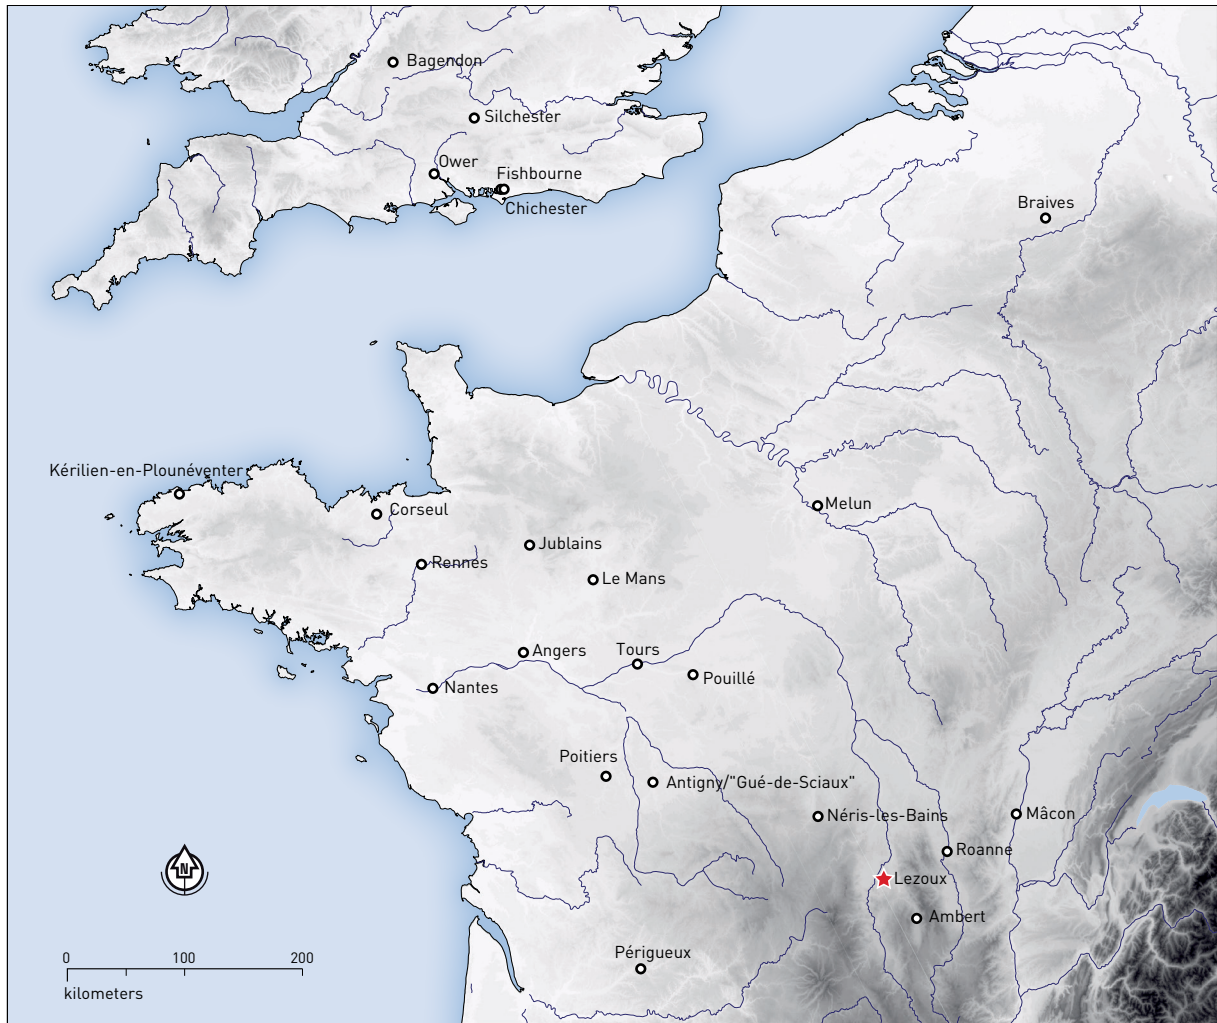 Bagendon
Silchester
Ower
Fishbourne
Chichester
Braives
Kérilien-en-Plounéventer
Corseul
Melun
Jublains
Rennes
Le Mans
Angers
Tours
Pouillé
Nantes
Poitiers
Antigny/"Gué-de-Sciaux"
Néris-les-Bains
Mâcon
Roanne
Lezoux
Ambert
Périgueux
N
0 100 200
kilometers